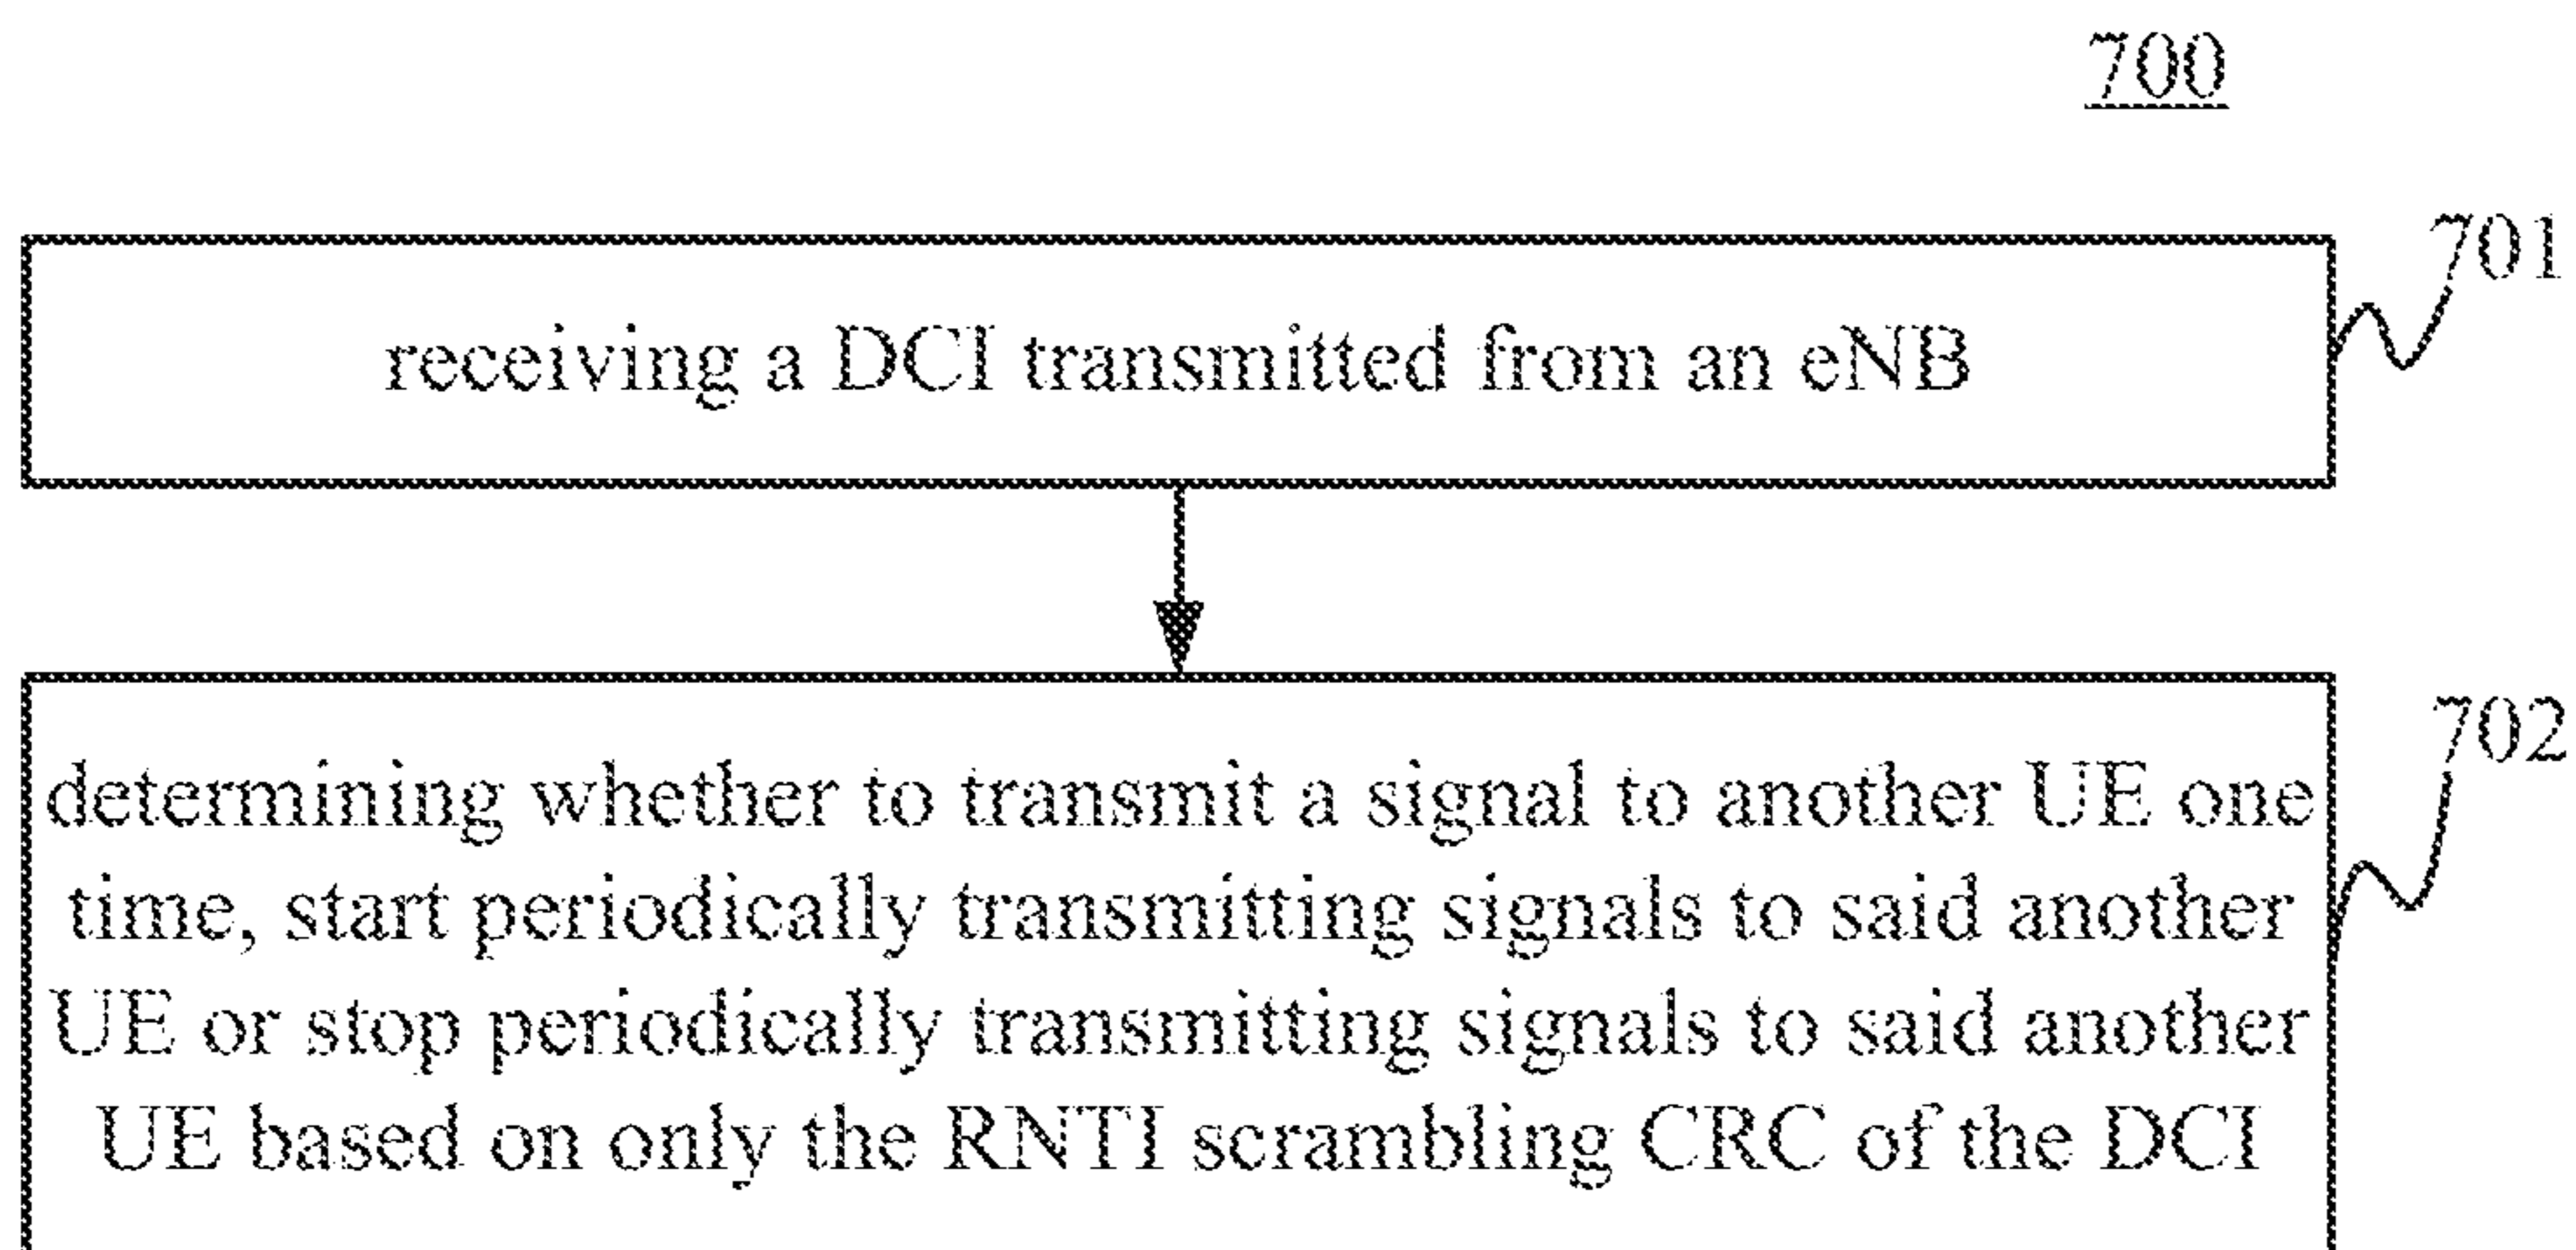 700
701
receiving a DCI transmitted from an eNB
702
determining whether to transmit a signal to another UE one
time, start periodically transmitting signals to said another
UE or stop periodically transmitting signals to said another
UE based on only the RNTI scrambling CRC of the DCI